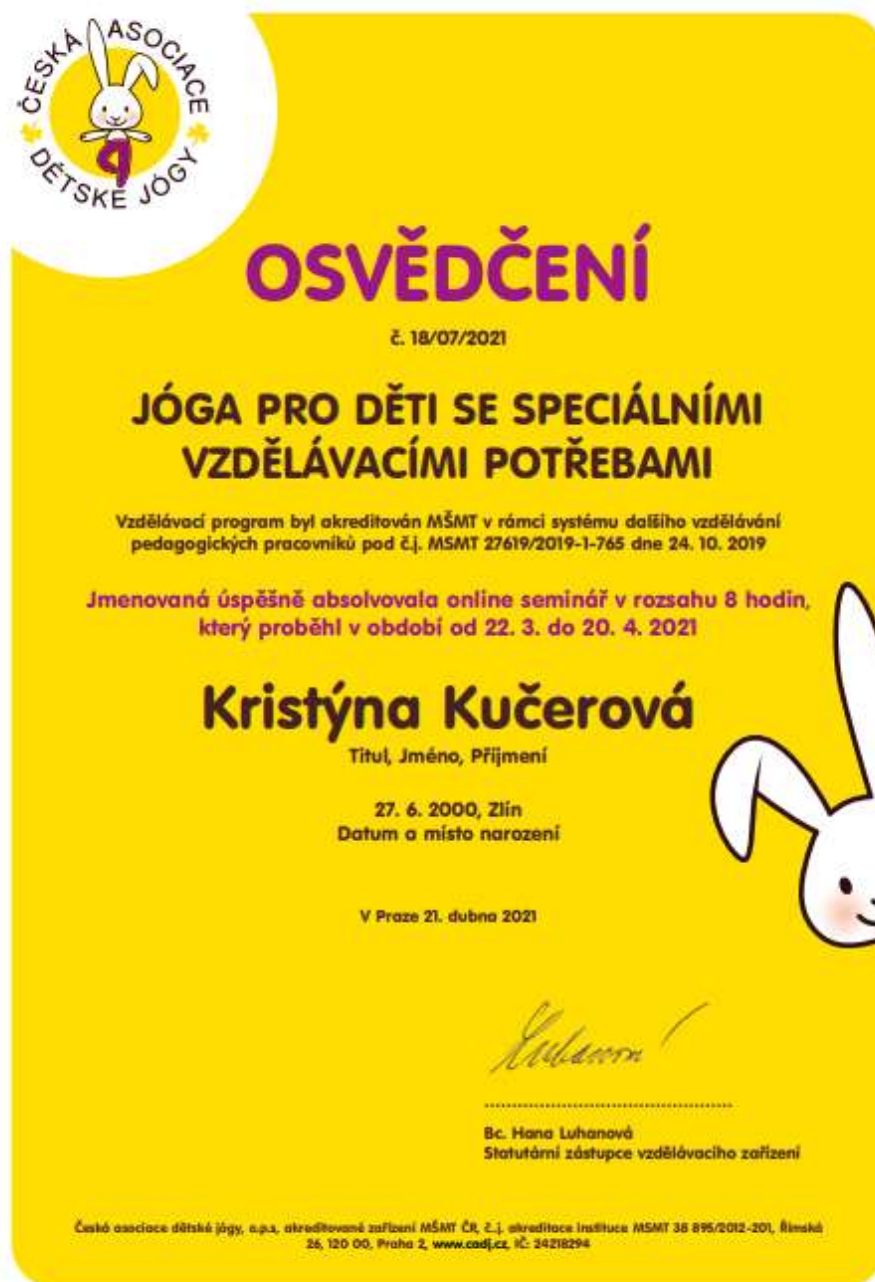 ČESKÁ ASOCIACE
DĚTSKÉ JÓGY
OSVĚDČENÍ
č. 18/07/2021
JÓGA PRO DĚTI SE SPECIÁLNÍMI
VZDĚLÁVACÍMI POTŘEBAMI
Vzdělávací program byl akreditován MŠMT v rámci systému dalšího vzdělávání
pedagogických pracovníků pod č.j. MSMT 27619/2019-1-765 dne 24. 10. 2019
Jmenovaná úspěšně absolvovala online seminář v rozsahu 8 hodin,
který proběhl v období od 22. 3. do 20. 4. 2021
Kristýna Kučerová
Titul, Jméno, Příjmení
27. 6. 2000, Zlín
Datum a místo narození
V Praze 21. dubna 2021
Luhanová
Bc. Hana Luhanová
Statutární zástupce vzdělávacího zařízení
Česká asociace dětské jógy, o.p.s, akreditované zařízení MŠMT ČR, č.j. akreditace instituce MSMT 38 895/2012-201, Římská
26, 120 00, Praha 2, www.cadj.cz, IČ: 24218294